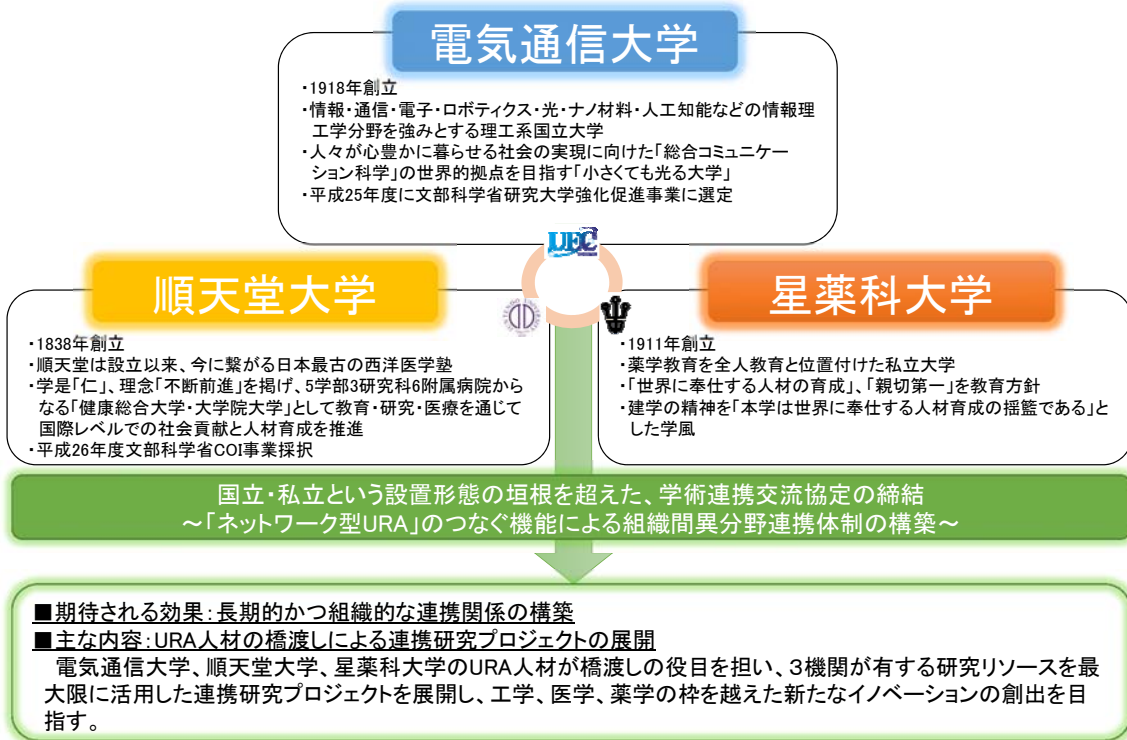 電気通信大学
・1918年創立
・情報・通信・電子・ロボティクス・光・ナノ材料・人工知能などの情報理
工学分野を強みとする理工系国立大学
・人々が心豊かに暮らせる社会の実現に向けた「総合コミュニケー
ション科学」の世界的拠点を目指す「小さくても光る大学」
・平成25年度に文部科学省研究大学強化促進事業に選定
UEC
順天堂大学
・1838年創立
・順天堂は設立以来、今に繋がる日本最古の西洋医学塾
・学是「仁」、理念「不断前進」を掲げ、5学部3研究科6附属病院から
なる「健康総合大学・大学院大学」として教育・研究・医療を通じて
国際レベルでの社会貢献と人材育成を推進
・平成26年度文部科学省COI事業採択
星薬科大学
・1911年創立
・薬学教育を全人教育と位置付けた私立大学
・「世界に奉仕する人材の育成」、「親切第一」を教育方針
・建学の精神を「本学は世界に奉仕する人材育成の揺籃である」と
した学風
国立・私立という設置形態の垣根を超えた、学術連携交流協定の締結
～「ネットワーク型URA」のつなぐ機能による組織間異分野連携体制の構築～
■期待される効果：長期的かつ組織的な連携関係の構築
■主な内容：URA人材の橋渡しによる連携研究プロジェクトの展開
電気通信大学、順天堂大学、星薬科大学のURA人材が橋渡しの役目を担い、３機関が有する研究リソースを最
大限に活用した連携研究プロジェクトを展開し、工学、医学、薬学の枠を越えた新たなイノベーションの創出を目
指す。